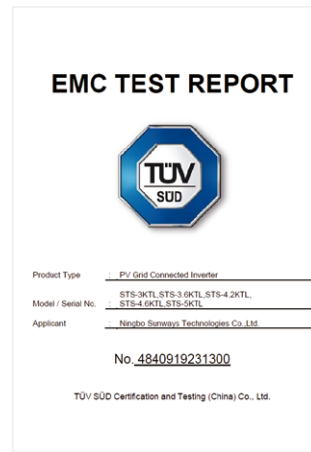 EMC TEST REPORT
TÜV
SÜD
Product Type : PV Grid Connected Inverter
STS-3KTL,STS-3.6KTL,STS-4.2KTL,
Model / Serial No. : STS-4.6KTL,STS-5KTL
Applicant : Ningbo Sunways Technologies Co.,Ltd.
No. 4840919231300
TÜV SÜD Certification and Testing (China) Co., Ltd.